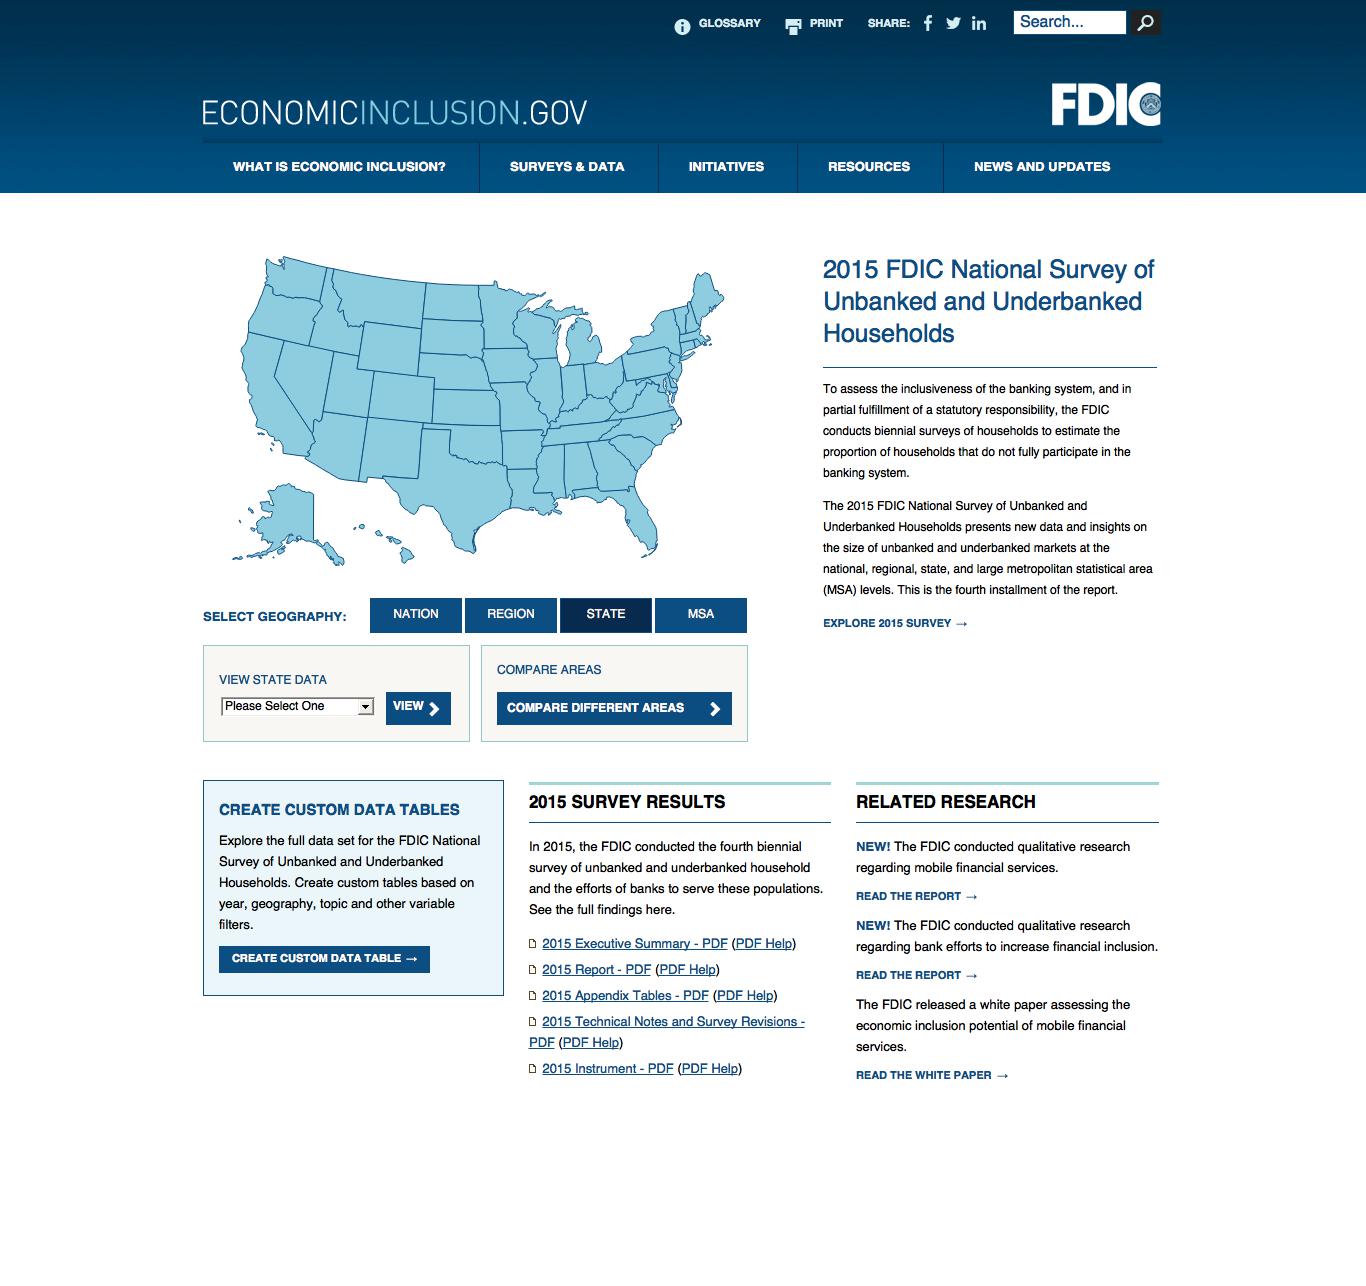 GLOSSARY
PRINT
SHARE:
Search...
ECONOMICINCLUSION.GOV
FDIC
WHAT IS ECONOMIC INCLUSION?
SURVEYS & DATA
INITIATIVES
RESOURCES
NEWS AND UPDATES
2015 FDIC National Survey of
Unbanked and Underbanked
Households
To assess the inclusiveness of the banking system, and in
partial fulfillment of a statutory responsibility, the FDIC
conducts biennial surveys of households to estimate the
proportion of households that do not fully participate in the
banking system.
The 2015 FDIC National Survey of Unbanked and
Underbanked Households presents new data and insights on
the size of unbanked and underbanked markets at the
national, regional, state, and large metropolitan statistical area
(MSA) levels. This is the fourth installment of the report.
EXPLORE 2015 SURVEY →
SELECT GEOGRAPHY:
NATION
REGION
STATE
MSA
VIEW STATE DATA
Please Select One
VIEW
COMPARE AREAS
COMPARE DIFFERENT AREAS
CREATE CUSTOM DATA TABLES
Explore the full data set for the FDIC National
Survey of Unbanked and Underbanked
Households. Create custom tables based on
year, geography, topic and other variable
filters.
CREATE CUSTOM DATA TABLE →
2015 SURVEY RESULTS
In 2015, the FDIC conducted the fourth biennial
survey of unbanked and underbanked household
and the efforts of banks to serve these populations.
See the full findings here.
2015 Executive Summary - PDF (PDF Help)
2015 Report - PDF (PDF Help)
2015 Appendix Tables - PDF (PDF Help)
2015 Technical Notes and Survey Revisions -
PDF (PDF Help)
2015 Instrument - PDF (PDF Help)
RELATED RESEARCH
NEW! The FDIC conducted qualitative research
regarding mobile financial services.
READ THE REPORT →
NEW! The FDIC conducted qualitative research
regarding bank efforts to increase financial inclusion.
READ THE REPORT →
The FDIC released a white paper assessing the
economic inclusion potential of mobile financial
services.
READ THE WHITE PAPER →